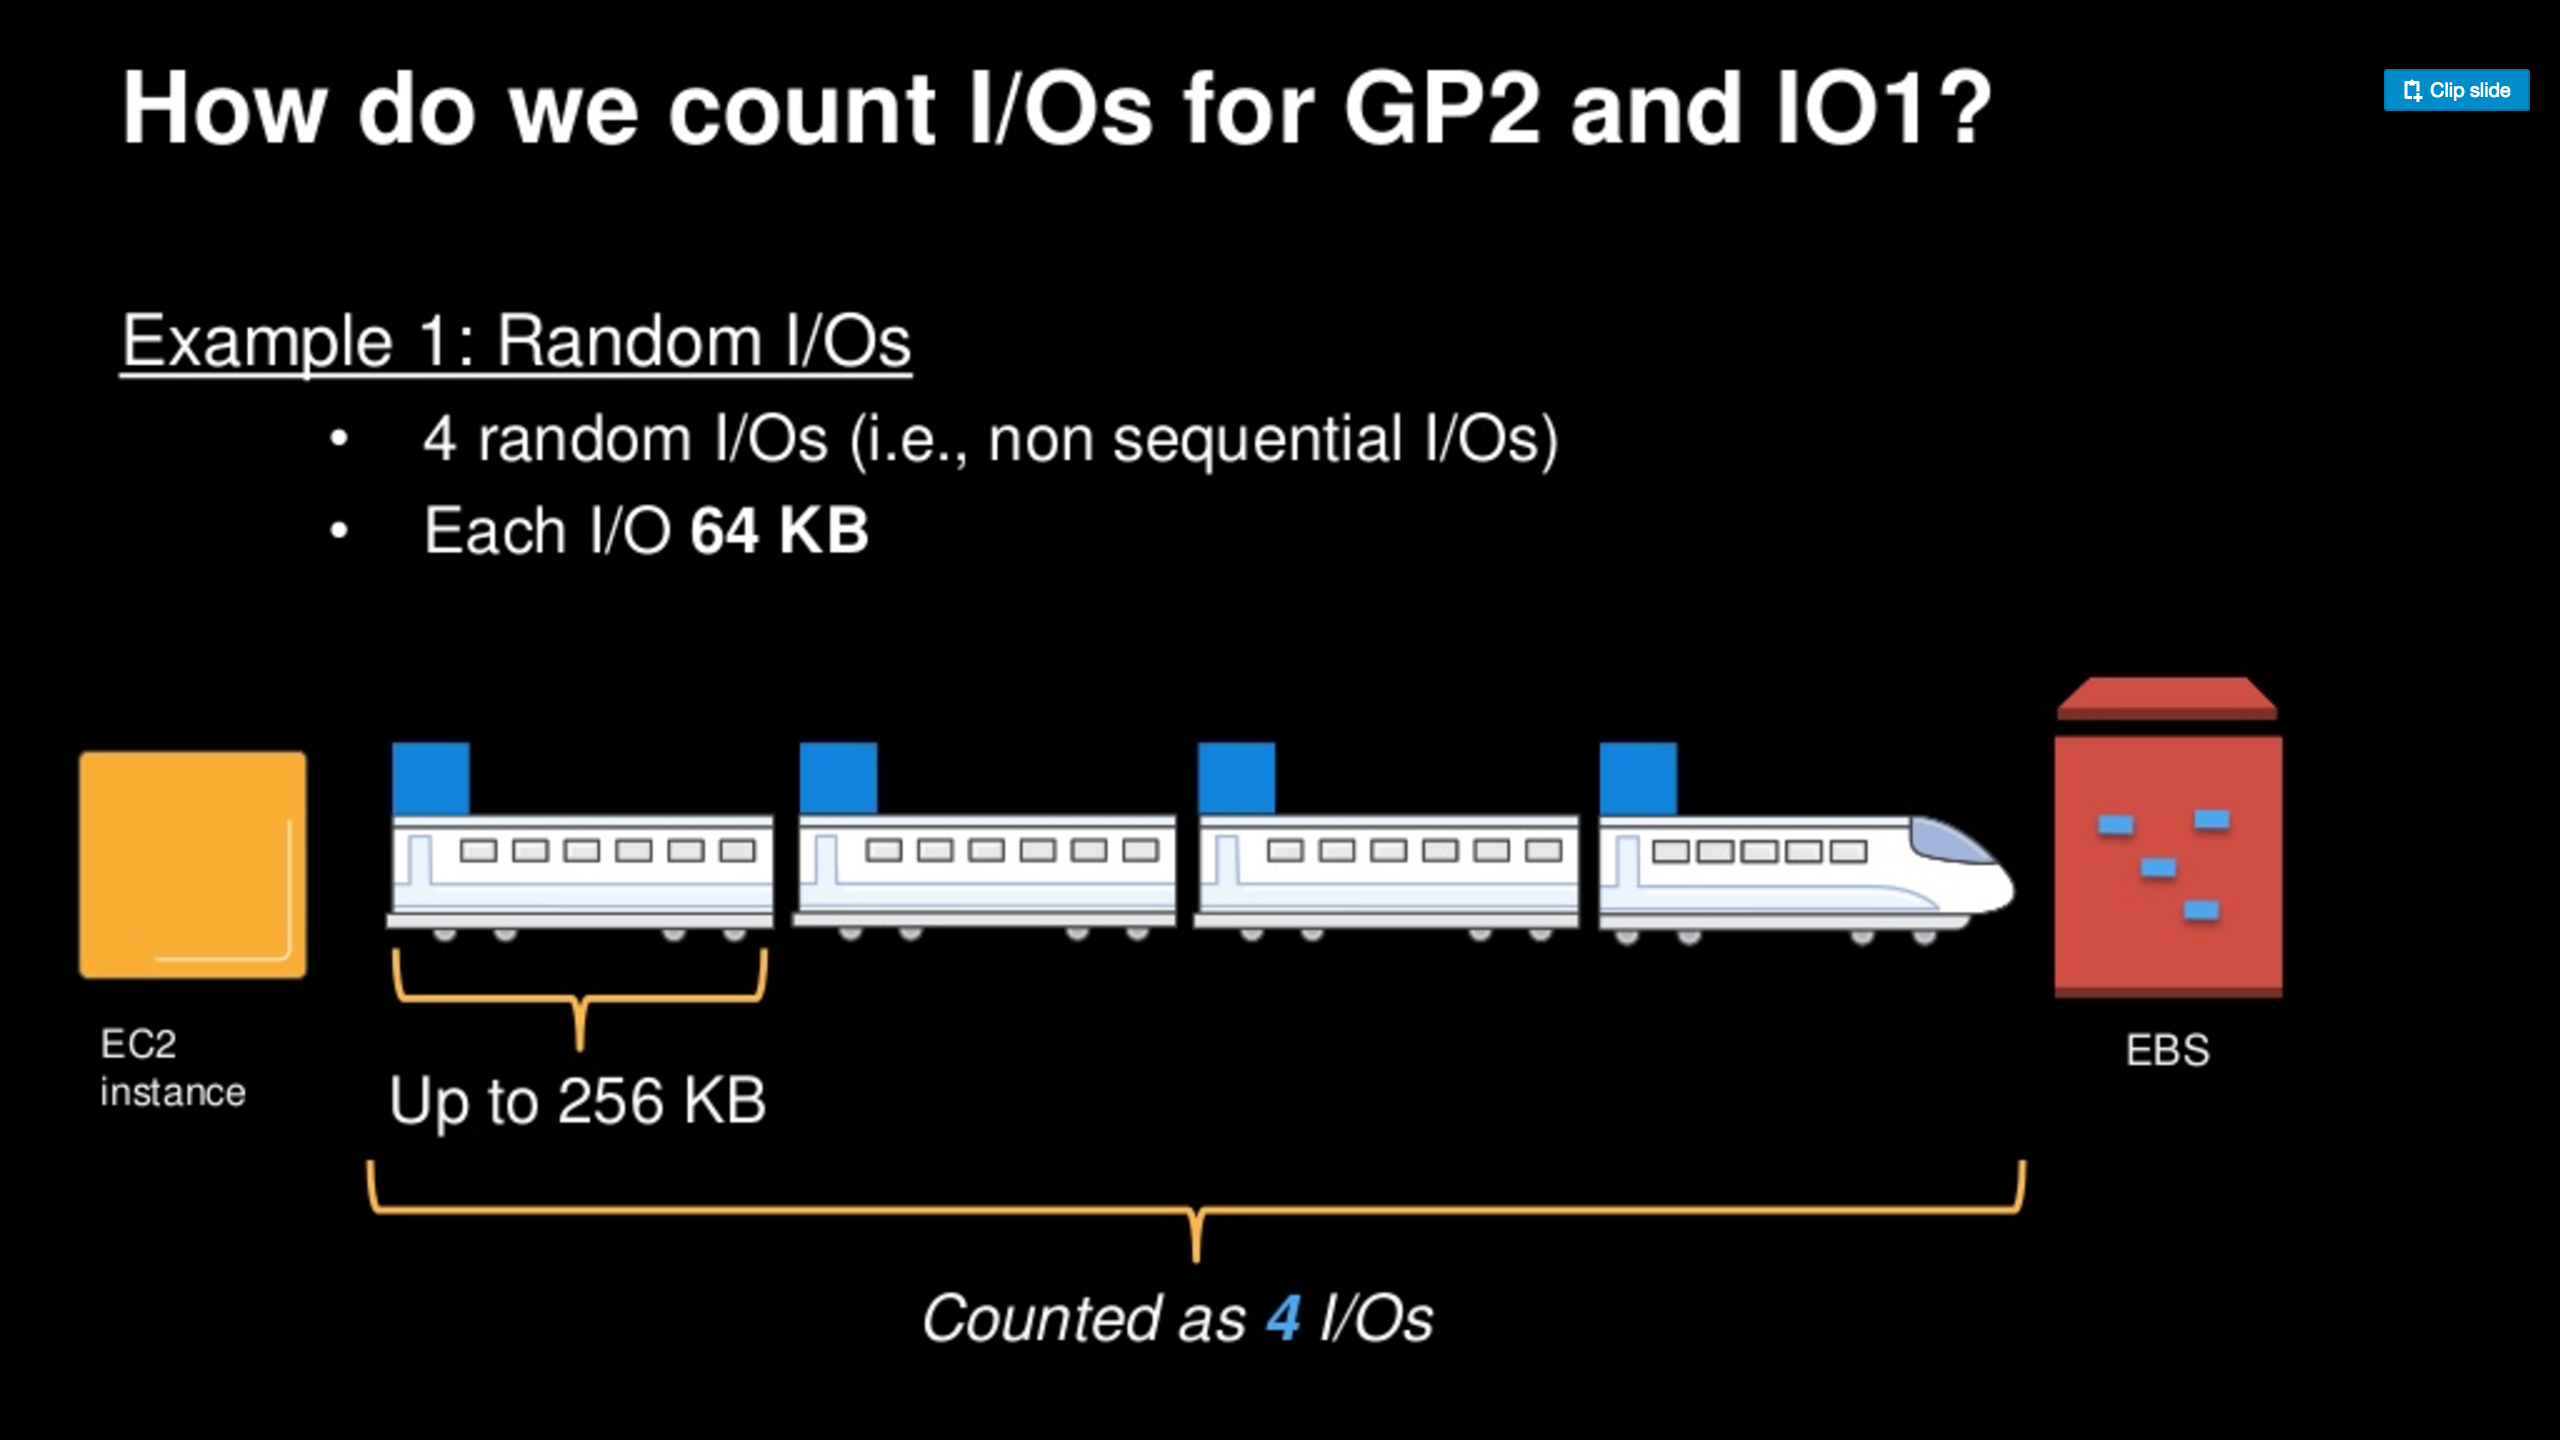 How do we count I/Os for GP2 and IO1?
Clip slide
Example 1: Random I/Os
• 4 random I/Os (i.e., non sequential I/Os)
• Each I/O 64 KB
EC2
instance
EBS
Up to 256 KB
Counted as 4 I/Os